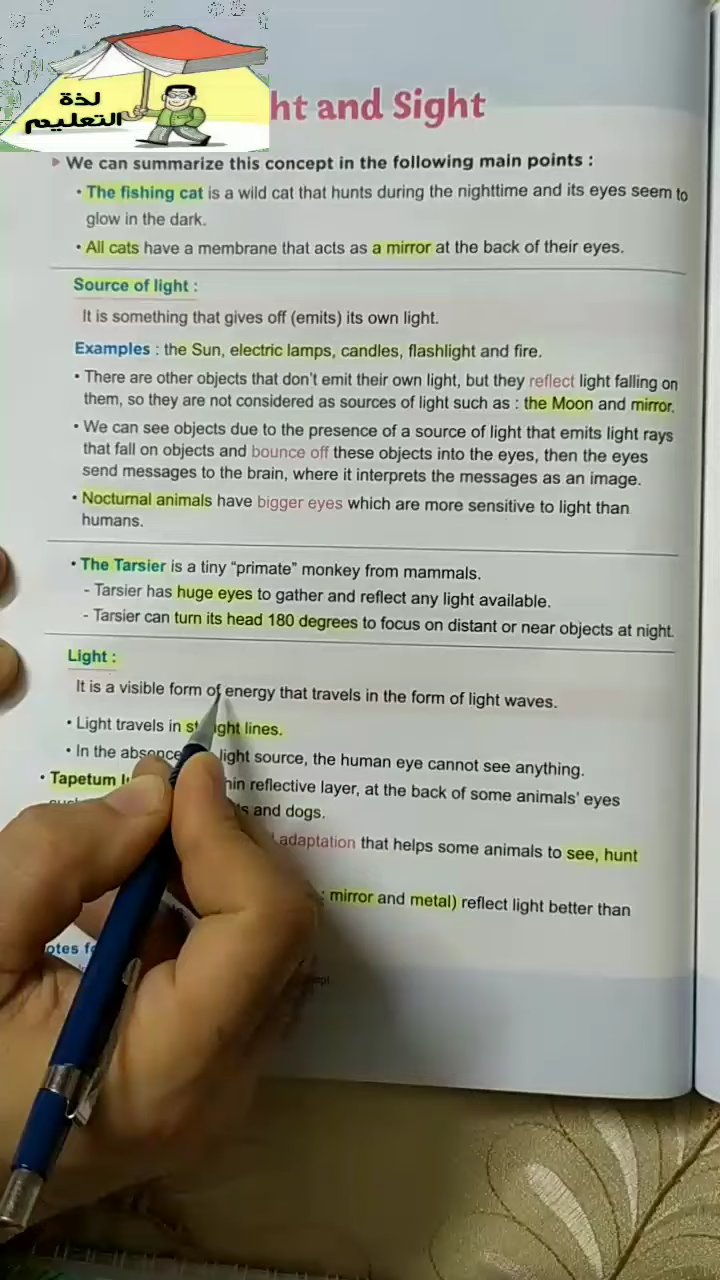 لذة
التعليم
ht and Sight
We can summarize this concept in the following main points :
• The fishing cat is a wild cat that hunts during the nighttime and its eyes seem to
glow in the dark.
• All cats have a membrane that acts as a mirror at the back of their eyes.
Source of light :
It is something that gives off (emits) its own light.
Examples : the Sun, electric lamps, candles, flashlight and fire.
• There are other objects that don't emit their own light, but they reflect light falling on
them, so they are not considered as sources of light such as : the Moon and mirror.
• We can see objects due to the presence of a source of light that emits light rays
that fall on objects and bounce off these objects into the eyes, then the eyes
send messages to the brain, where it interprets the messages as an image.
• Nocturnal animals have bigger eyes which are more sensitive to light than
humans.
• The Tarsier is a tiny "primate" monkey from mammals.
- Tarsier has huge eyes to gather and reflect any light available.
- Tarsier can turn its head 180 degrees to focus on distant or near objects at night.
Light :
It is a visible form of energy that travels in the form of light waves.
• Light travels in lines.
• In the light source, the human eye cannot see anything.
• Tapetum reflective layer, at the back of some animals' eyes
and dogs.
adaptation that helps some animals to see, hunt
: mirror and metal) reflect light better than